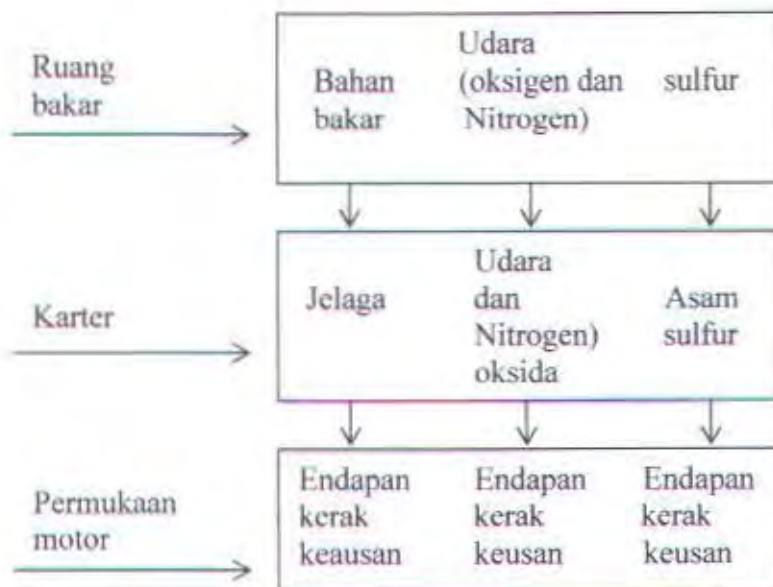 Ruang
bakar
Bahan
bakar
Udara
(oksigen dan
Nitrogen)
sulfur
Karter
Jelaga
Udara
dan
Nitrogen)
oksida
Asam
sulfur
Permukaan
motor
Endapan
kerak
keausan
Endapan
kerak
keusan
Endapan
kerak
keusan